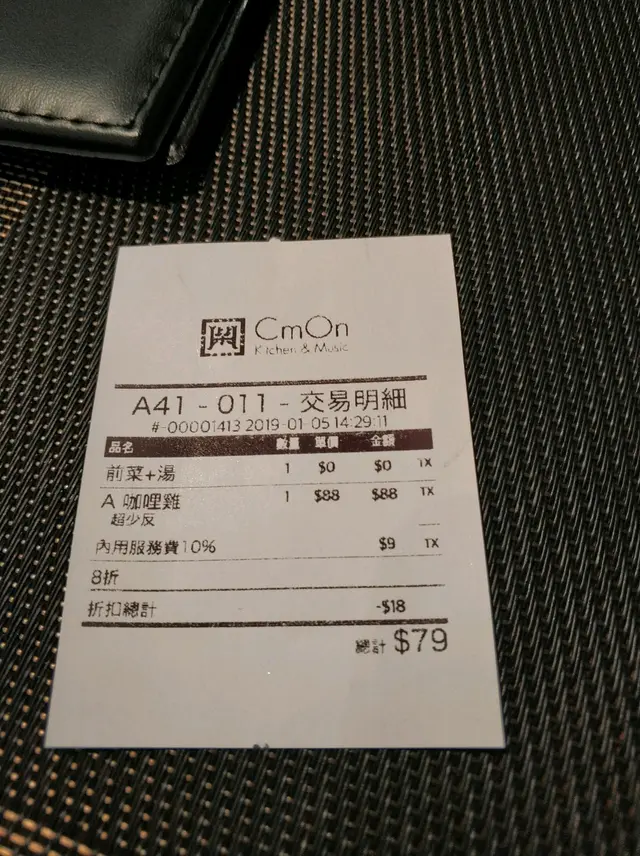 閑 CmOn
Kitchen & Music
A41 - 011 - 交易明細
#-00001413 2019-01-05 14:29:11
品名 數量 單價 金額
前菜+湯 1 $0 $0 TX
A 咖哩雞 1 $88 $88 TX
超少反
內用服務費10% $9 TX
8折
折扣總計 -$18
總計 $79